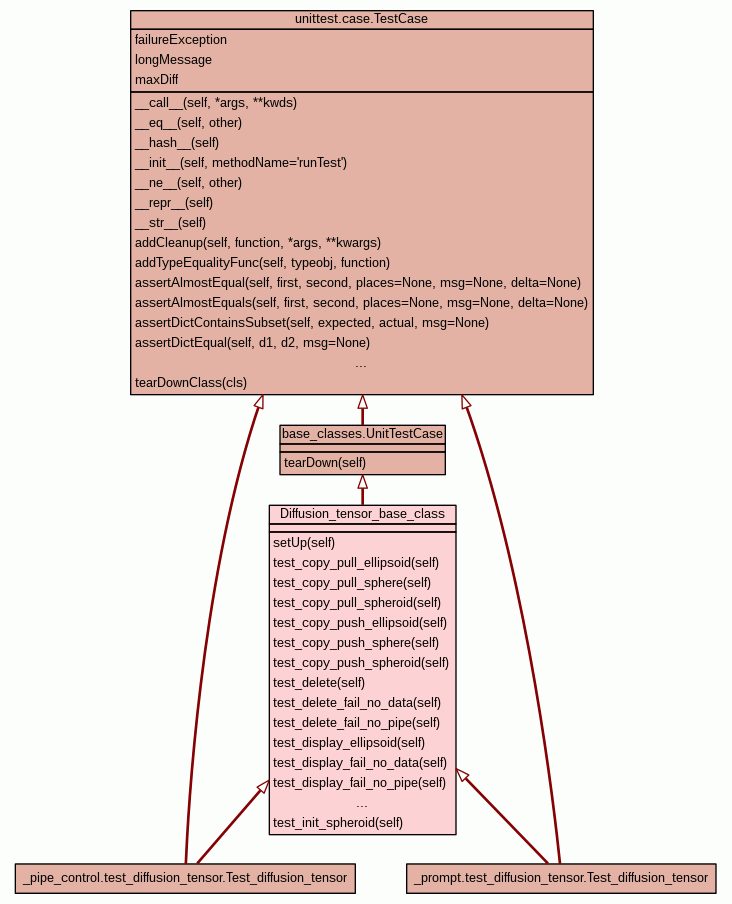 unittest.case.TestCase
failureException
longMessage
maxDiff
__call__(self, *args, **kwds)
__eq__(self, other)
__hash__(self)
__init__(self, methodName='runTest')
__ne__(self, other)
__repr__(self)
__str__(self)
addCleanup(self, function, *args, **kwargs)
addTypeEqualityFunc(self, typeobj, function)
assertAlmostEqual(self, first, second, places=None, msg=None, delta=None)
assertAlmostEquals(self, first, second, places=None, msg=None, delta=None)
assertDictContainsSubset(self, expected, actual, msg=None)
assertDictEqual(self, d1, d2, msg=None)
...
tearDownClass(cls)
base_classes.UnitTestCase
tearDown(self)
Diffusion_tensor_base_class
setUp(self)
test_copy_pull_ellipsoid(self)
test_copy_pull_sphere(self)
test_copy_pull_spheroid(self)
test_copy_push_ellipsoid(self)
test_copy_push_sphere(self)
test_copy_push_spheroid(self)
test_delete(self)
test_delete_fail_no_data(self)
test_delete_fail_no_pipe(self)
test_display_ellipsoid(self)
test_display_fail_no_data(self)
test_display_fail_no_pipe(self)
...
test_init_spheroid(self)
_pipe_control.test_diffusion_tensor.Test_diffusion_tensor
_prompt.test_diffusion_tensor.Test_diffusion_tensor